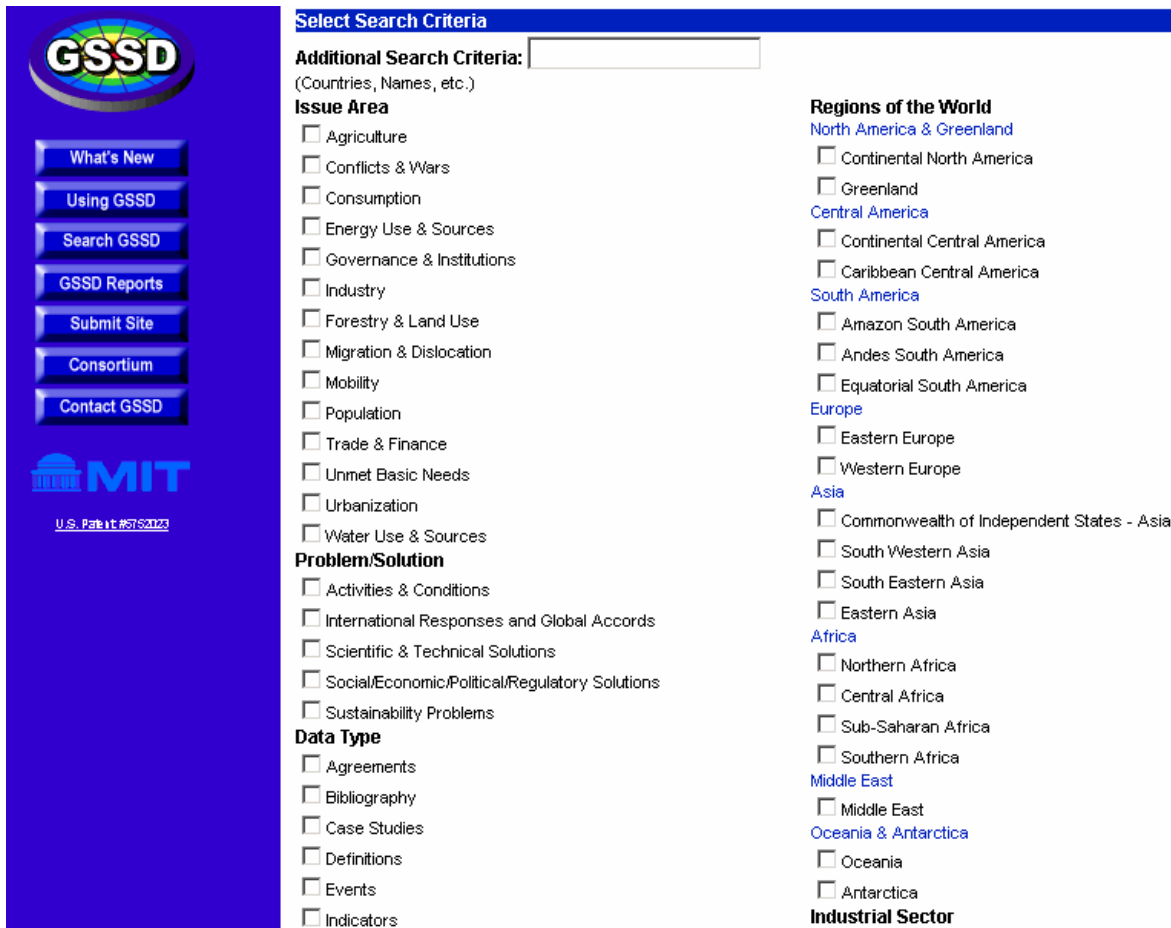 GSSD
What's New
Using GSSD
Search GSSD
GSSD Reports
Submit Site
Consortium
Contact GSSD
MIT
U.S. Patent #5752023
Select Search Criteria
Additional Search Criteria:
(Countries, Names, etc.)
Issue Area
Agriculture
Conflicts & Wars
Consumption
Energy Use & Sources
Governance & Institutions
Industry
Forestry & Land Use
Migration & Dislocation
Mobility
Population
Trade & Finance
Unmet Basic Needs
Urbanization
Water Use & Sources
Problem/Solution
Activities & Conditions
International Responses and Global Accords
Scientific & Technical Solutions
Social/Economic/Political/Regulatory Solutions
Sustainability Problems
Data Type
Agreements
Bibliography
Case Studies
Definitions
Events
Indicators
Regions of the World
North America & Greenland
Continental North America
Greenland
Central America
Continental Central America
Caribbean Central America
South America
Amazon South America
Andes South America
Equatorial South America
Europe
Eastern Europe
Western Europe
Asia
Commonwealth of Independent States - Asia
South Western Asia
South Eastern Asia
Eastern Asia
Africa
Northern Africa
Central Africa
Sub-Saharan Africa
Southern Africa
Middle East
Middle East
Oceania & Antarctica
Oceania
Antarctica
Industrial Sector